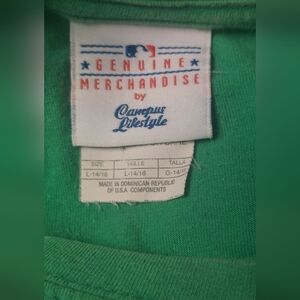 GENUINE
MERCHANDISE
by
Campus
Lifestyle
SIZE TAILLE TALLA
L-14/16 L-14/16 G-14/16
MADE IN DOMINICAN REPUBLIC
OF U.S.A. COMPONENTS